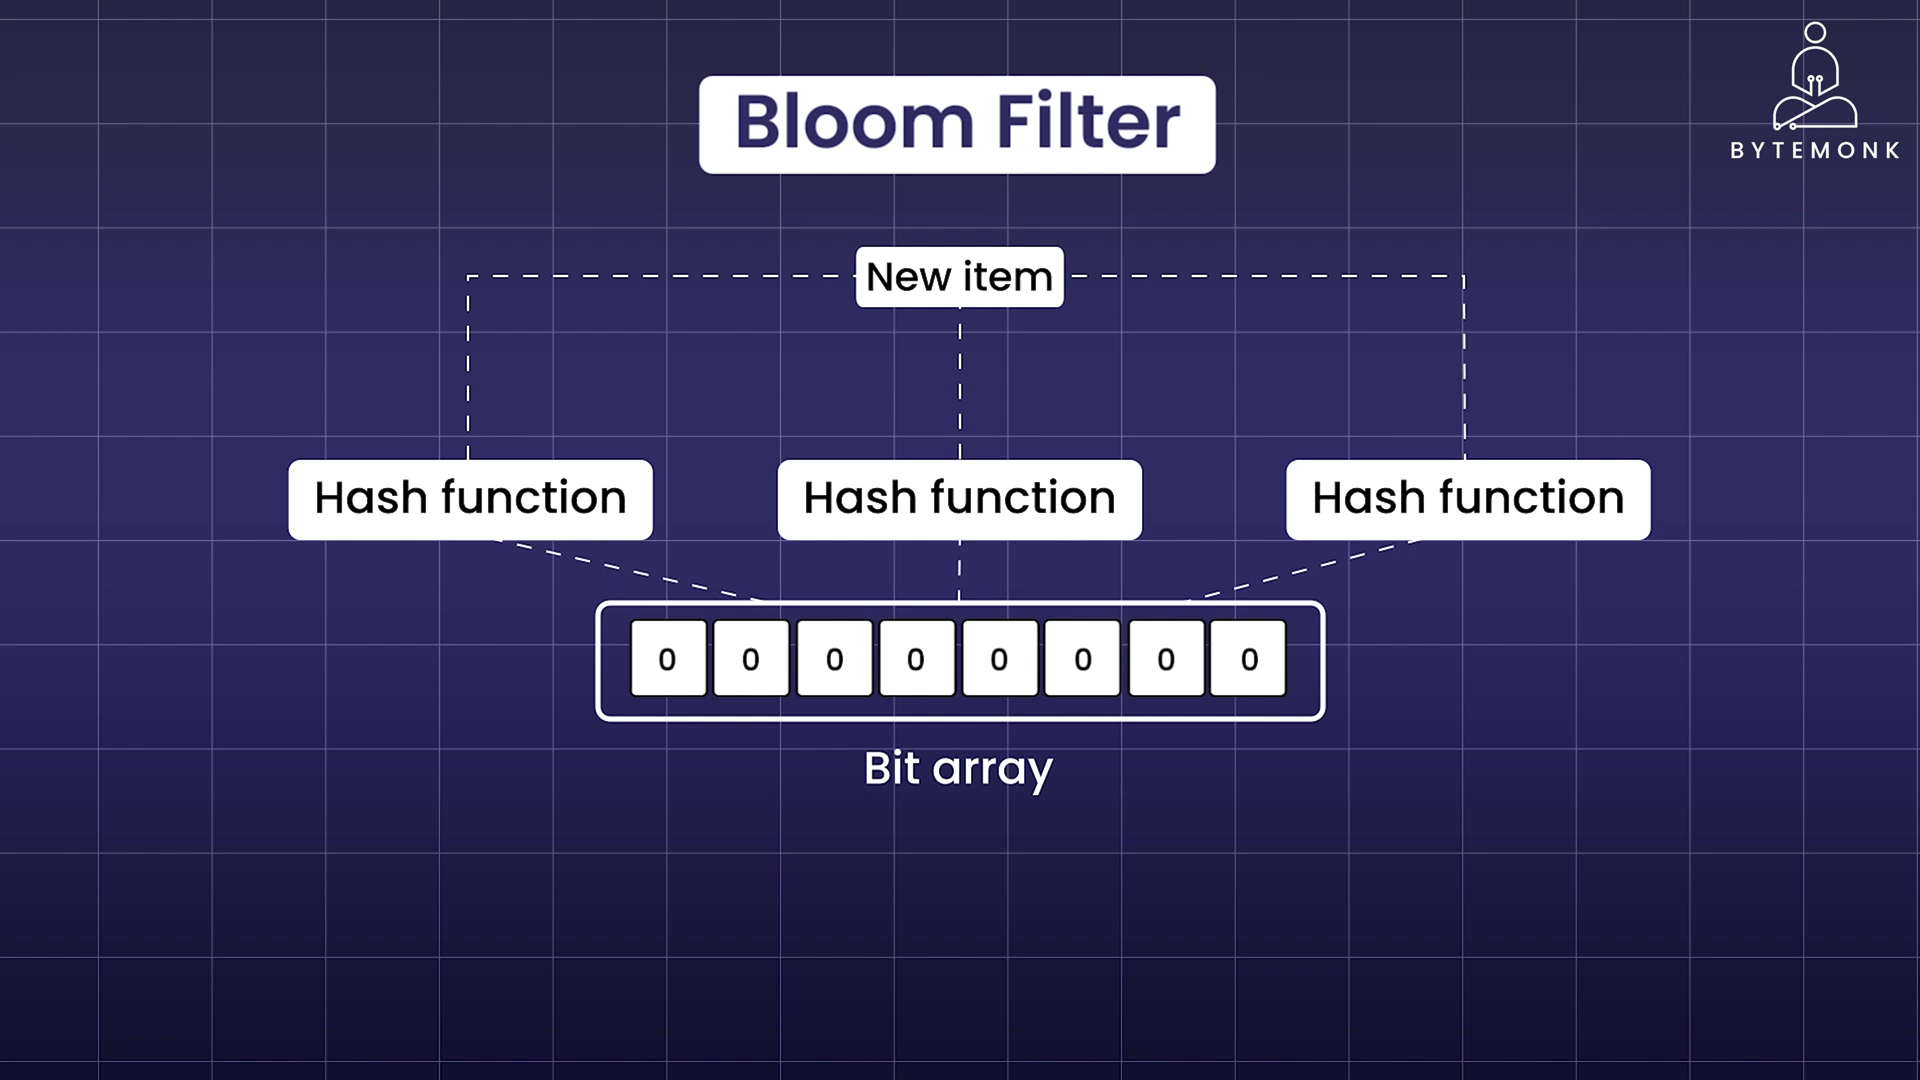 Bloom Filter
BYTEMONK
New item
Hash function
Hash function
Hash function
0 0 0 0 0 0 0 0
Bit array